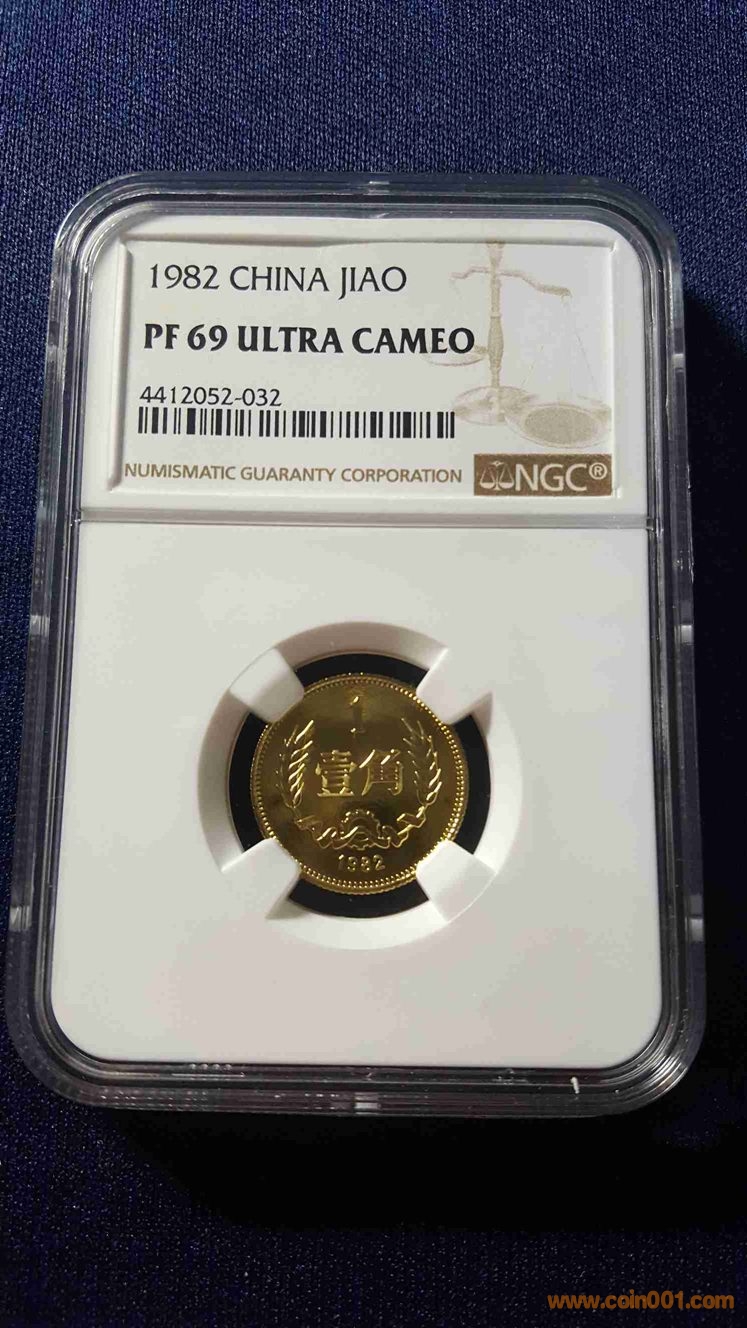 1982 CHINA JIAO
PF 69 ULTRA CAMEO
4412052-032
NUMISMATIC GUARANTY CORPORATION
NGC®
1
壹角
1982
www.coin001.com